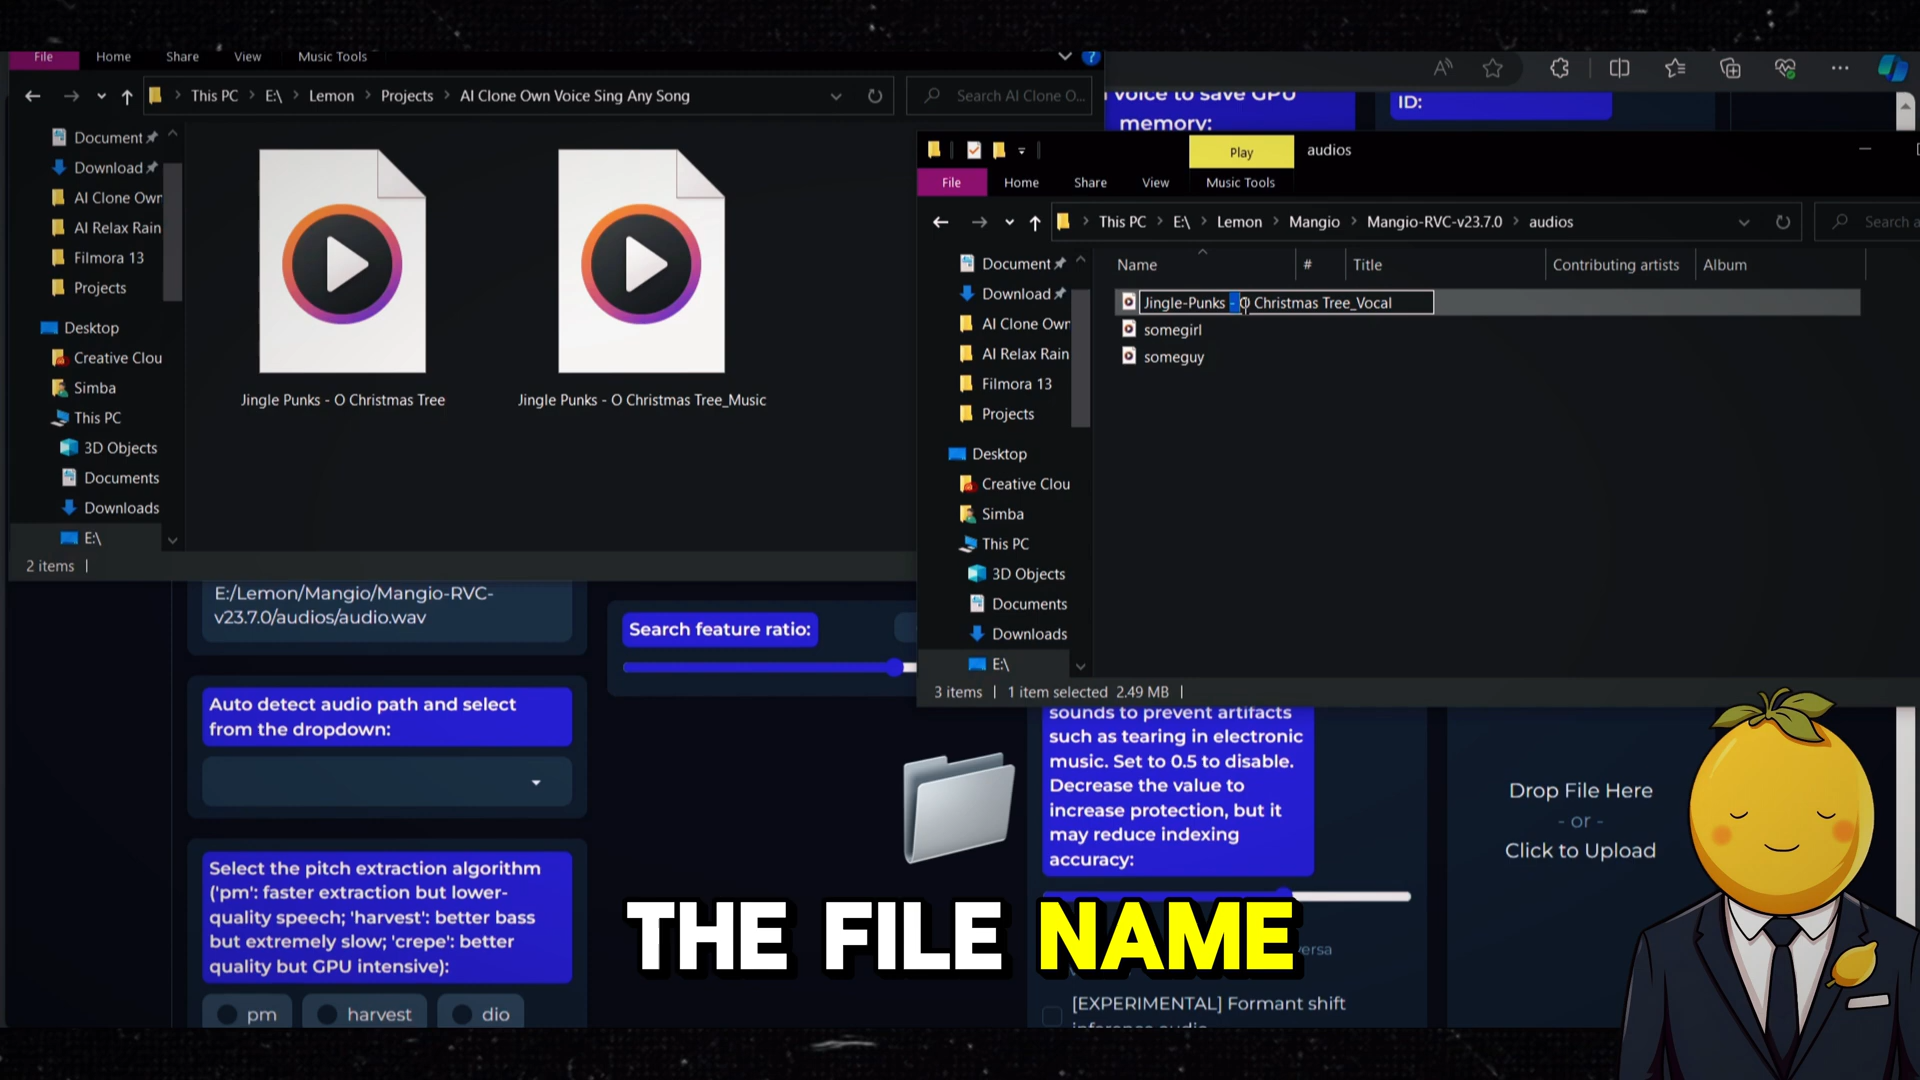 File Home Share View Music Tools
This PC E:\ Lemon Projects AI Clone Own Voice Sing Any Song
Search AI Clone O...
Document
Download
AI Clone Own
AI Relax Rain
Filmora 13
Projects
Desktop
Creative Clou
Simba
This PC
3D Objects
Documents
Downloads
E:\
Jingle Punks - O Christmas Tree
Jingle Punks - O Christmas Tree_Music
2 items
voice to save GPU
memory:
ID:
Play audios
File Home Share View Music Tools
This PC E:\ Lemon Mangio Mangio-RVC-v23.7.0 audios
Search a
Document
Download
AI Clone Own
AI Relax Rain
Filmora 13
Projects
Desktop
Creative Clou
Simba
This PC
3D Objects
Documents
Downloads
E:\
Name # Title Contributing artists Album
Jingle-Punks - O Christmas Tree_Vocal
somegirl
someguy
3 items 1 item selected 2.49 MB
E:/Lemon/Mangio/Mangio-RVC-
v23.7.0/audios/audio.wav
Auto detect audio path and select
from the dropdown:
Select the pitch extraction algorithm
('pm': faster extraction but lower-
quality speech; 'harvest': better bass
but extremely slow; 'crepe': better
quality but GPU intensive):
pm harvest dio
Search feature ratio:
sounds to prevent artifacts
such as tearing in electronic
music. Set to 0.5 to disable.
Decrease the value to
increase protection, but it
may reduce indexing
accuracy:
[EXPERIMENTAL] Formant shift
Drop File Here
- or -
Click to Upload
THE FILE NAME